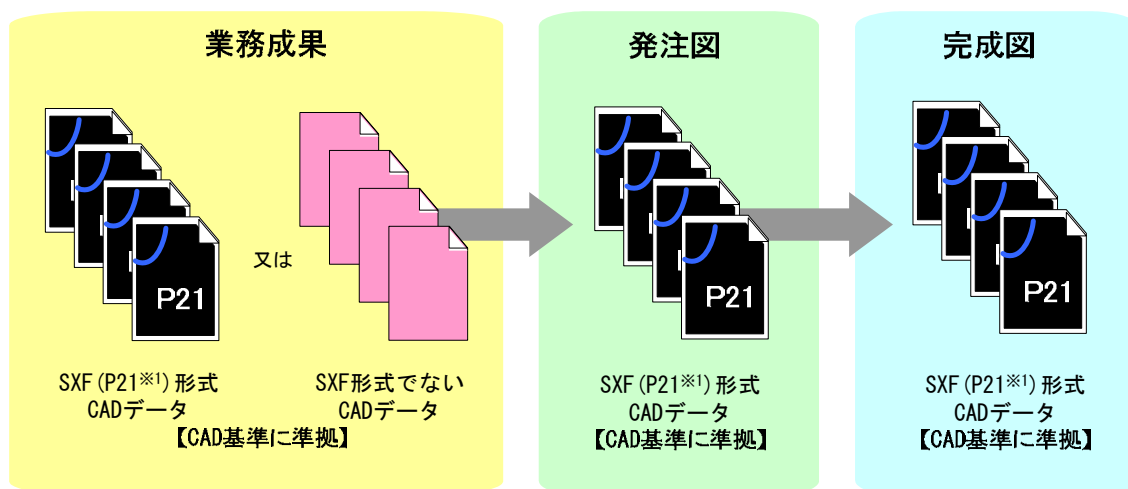 業務成果
P21
又は
SXF(P21※1)形式
CADデータ
SXF形式でない
CADデータ
【CAD基準に準拠】
発注図
P21
SXF(P21※1)形式
CADデータ
【CAD基準に準拠】
完成図
P21
SXF(P21※1)形式
CADデータ
【CAD基準に準拠】